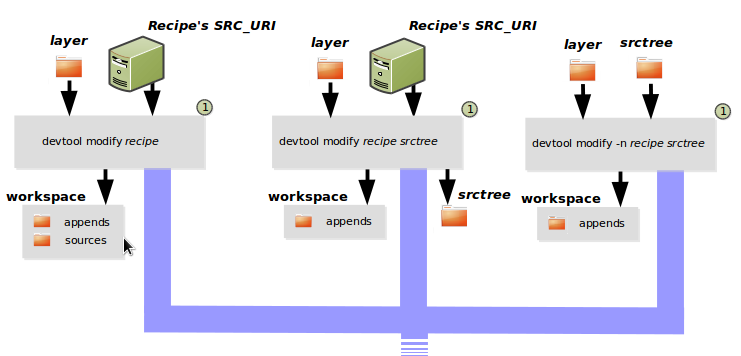 Recipe's SRC_URI
layer
1
devtool modify recipe
workspace
appends
sources
Recipe's SRC_URI
layer
1
devtool modify recipe srctree
workspace
appends
srctree
layer
srctree
1
devtool modify -n recipe srctree
workspace
appends